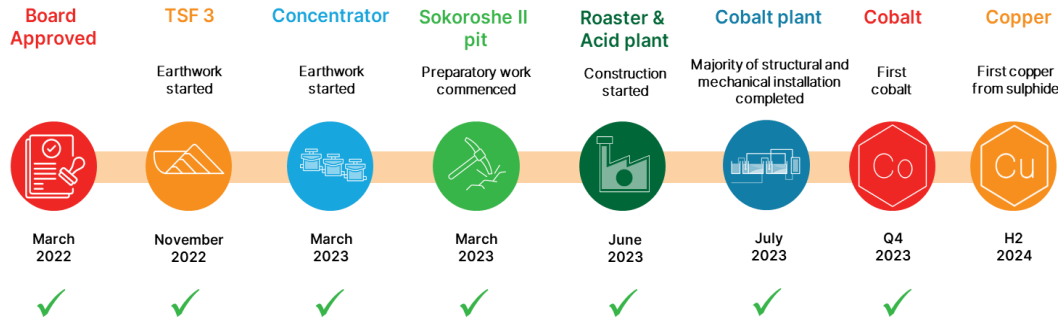 Board
Approved
TSF 3
Concentrator
Sokoroshe II
pit
Roaster &
Acid plant
Cobalt plant
Cobalt
Copper
Earthwork
started
Earthwork
started
Preparatory work
commenced
Construction
started
Majority of structural and
mechanical installation
completed
First
cobalt
First copper
from sulphide
Co
Cu
March
2022
November
2022
March
2023
March
2023
June
2023
July
2023
Q4
2023
H2
2024